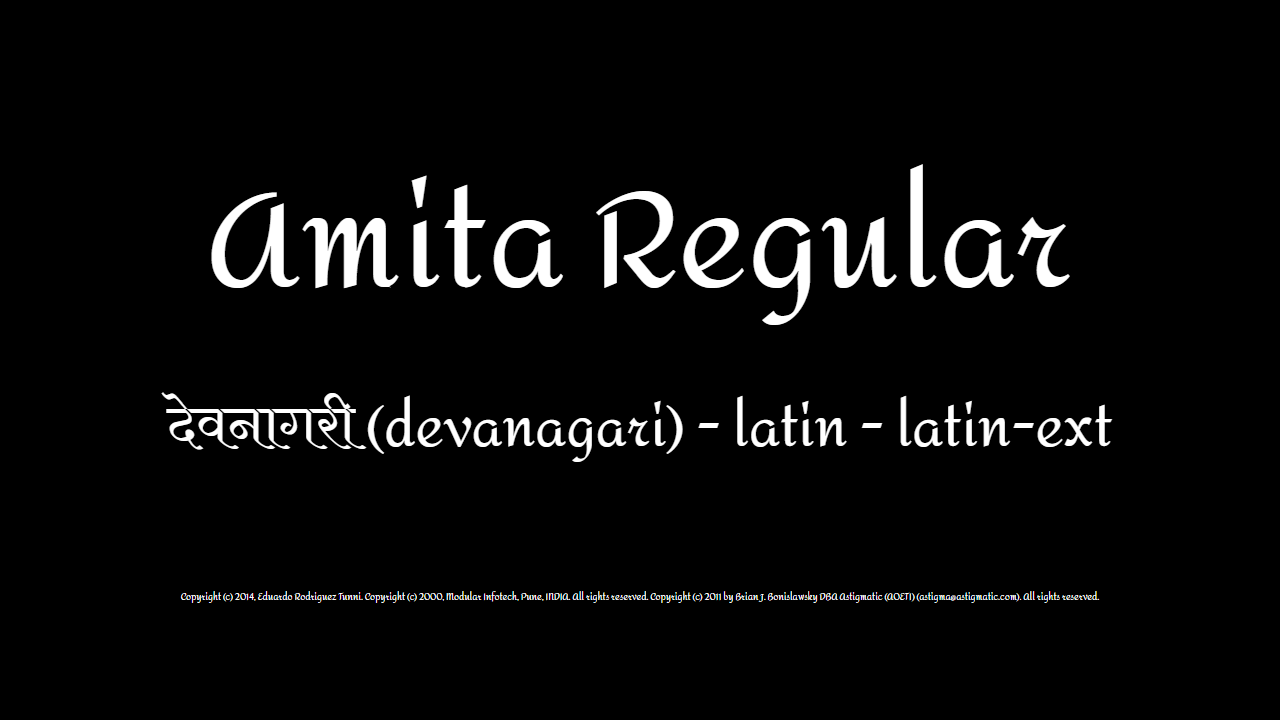 Amita Regular
देवनागरी (devanagari) - latin - latin-ext
Copyright (c) 2014, Eduardo Rodriguez Tunni. Copyright (c) 2000, Modular Infotech, Pune, INDIA. All rights reserved. Copyright (c) 2011 by Brian J. Bonislawsky DBA Astigmatic (AOETI) (astigma@astigmatic.com). All rights reserved.